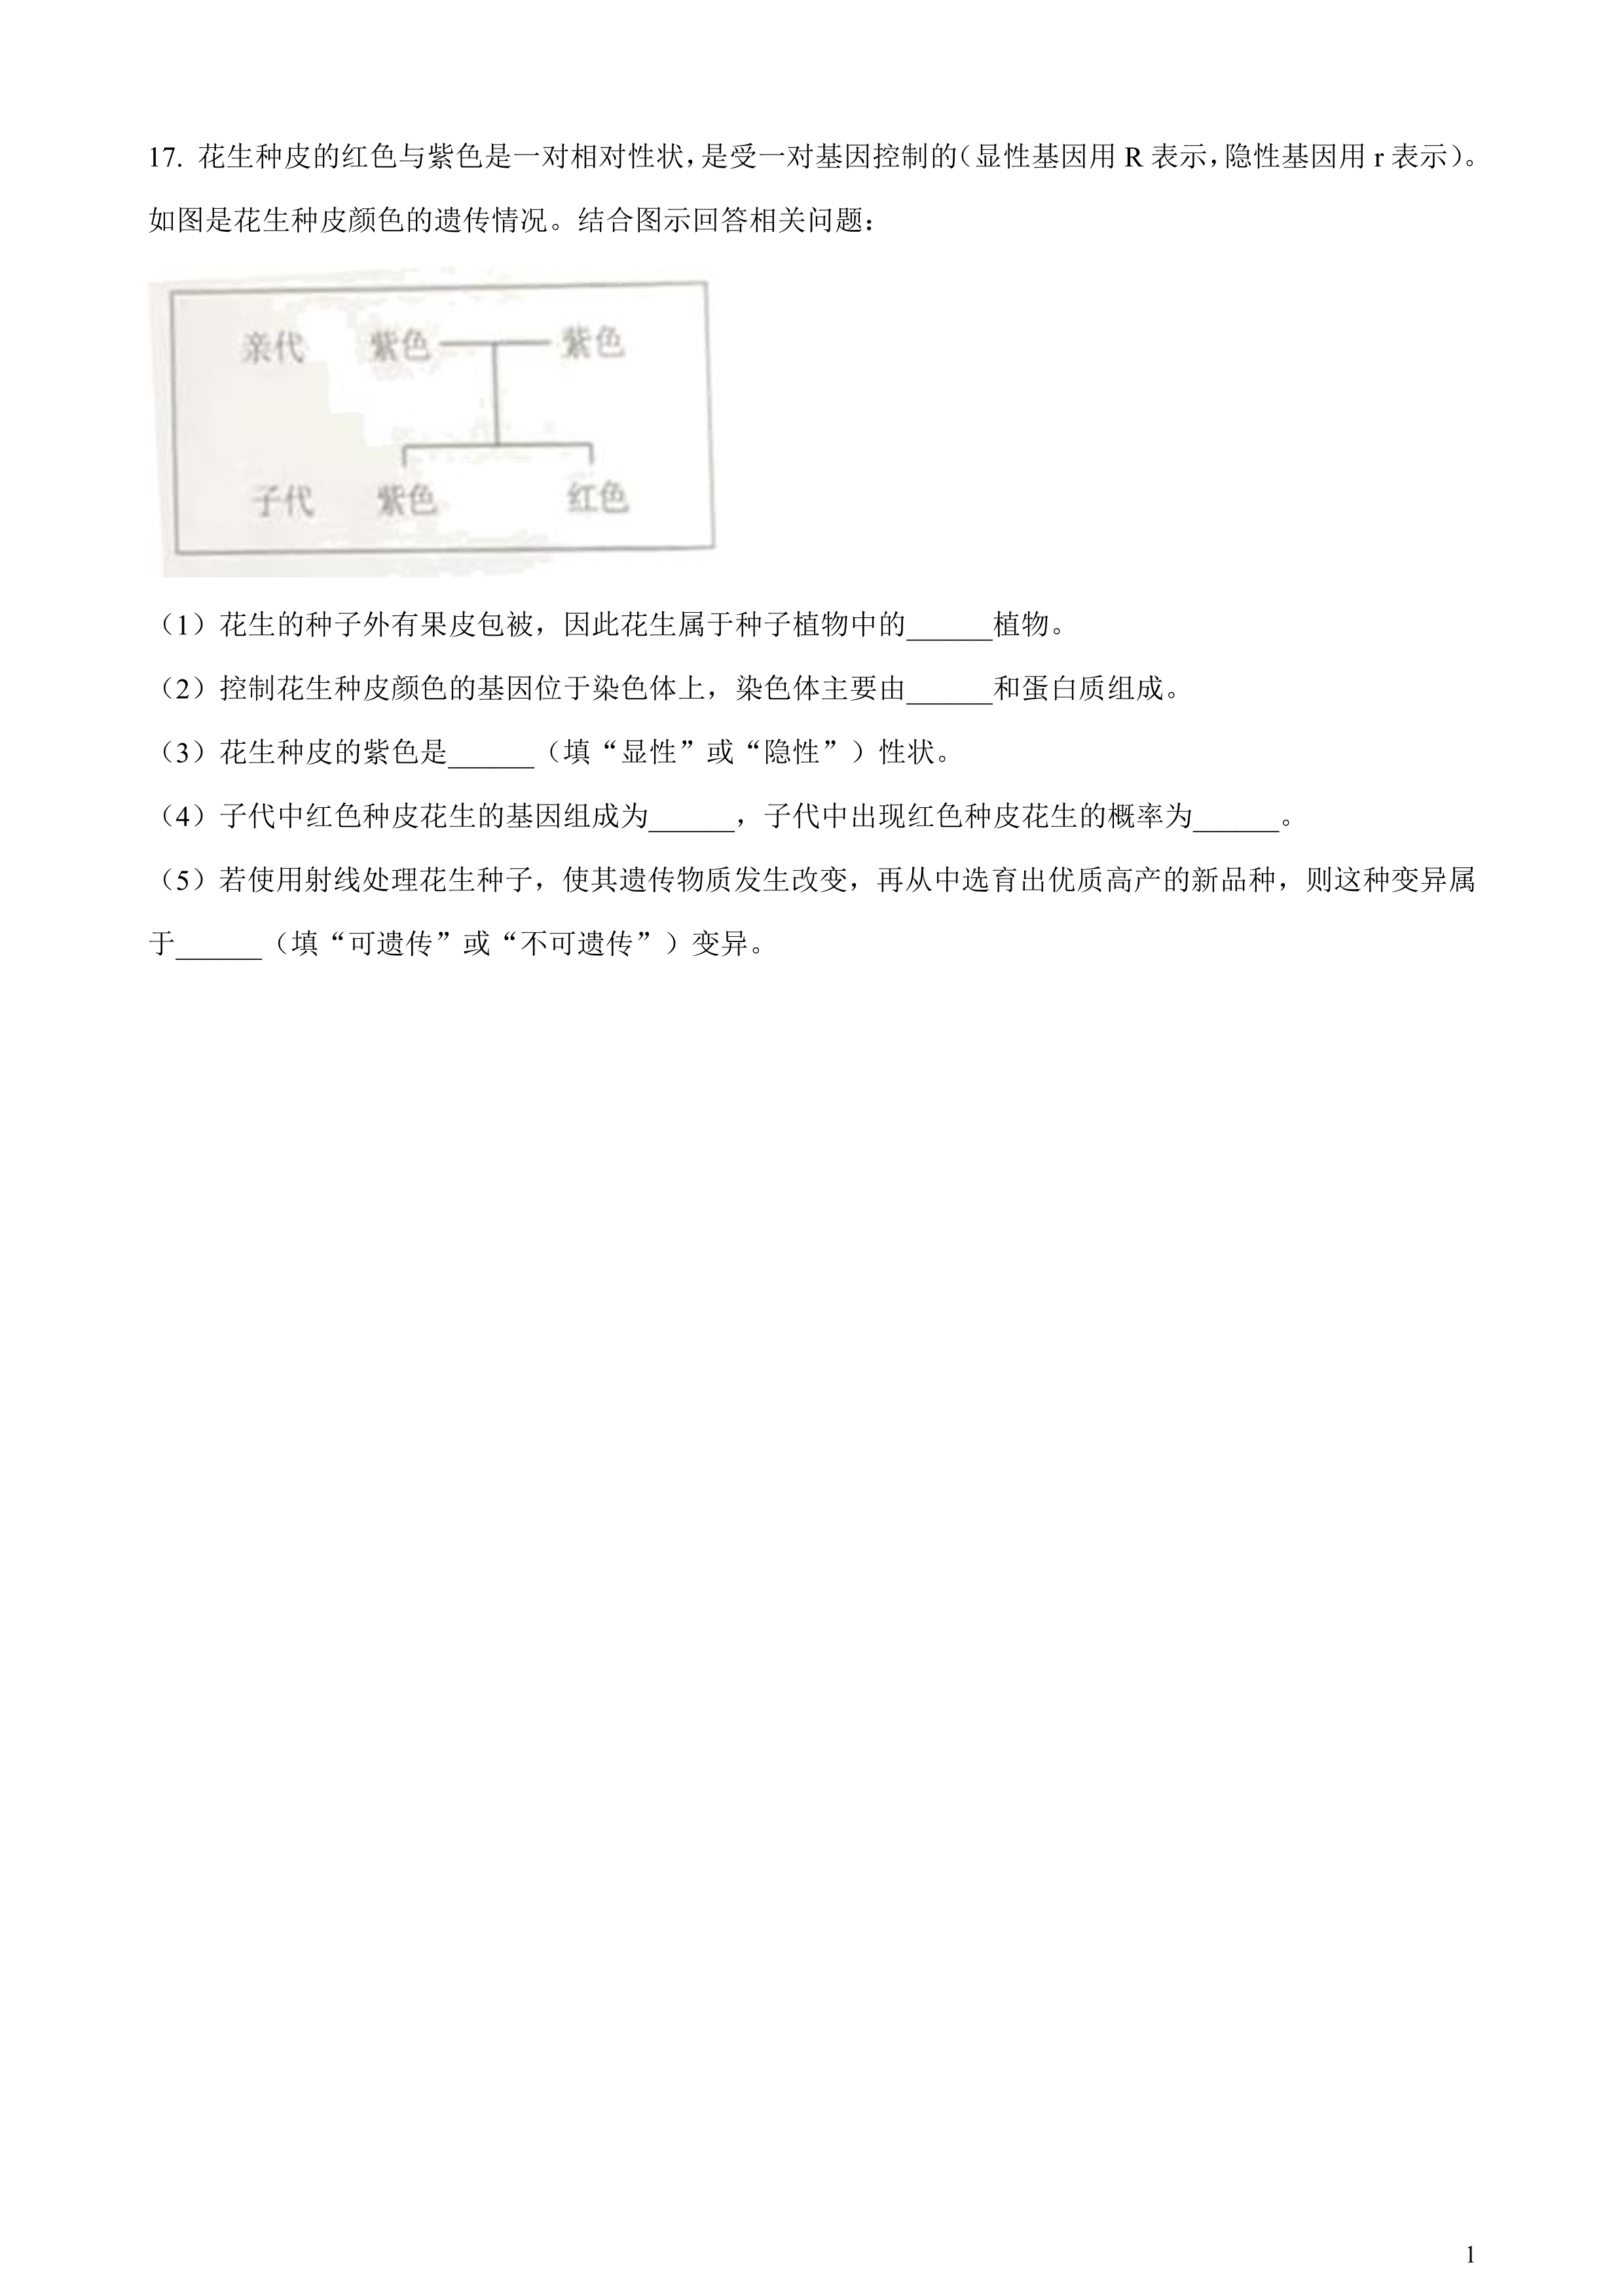 17. 花生种皮的红色与紫色是一对相对性状，是受一对基因控制的（显性基因用 R 表示，隐性基因用 r 表示）。
如图是花生种皮颜色的遗传情况。结合图示回答相关问题：
亲代 紫色 紫色
子代 紫色 红色
（1）花生的种子外有果皮包被，因此花生属于种子植物中的______植物。
（2）控制花生种皮颜色的基因位于染色体上，染色体主要由______和蛋白质组成。
（3）花生种皮的紫色是______（填“显性”或“隐性”）性状。
（4）子代中红色种皮花生的基因组成为______，子代中出现红色种皮花生的概率为______。
（5）若使用射线处理花生种子，使其遗传物质发生改变，再从中选育出优质高产的新品种，则这种变异属
于______（填“可遗传”或“不可遗传”）变异。
1